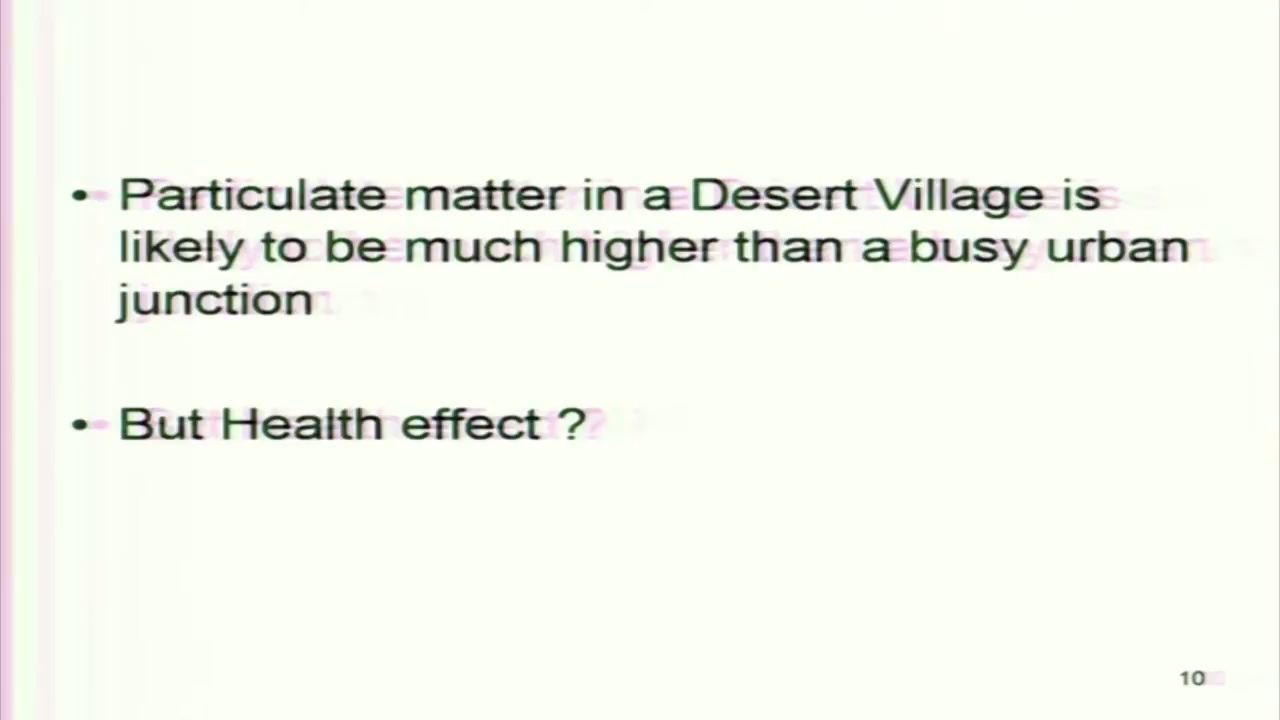 • Particulate matter in a Desert Village is
likely to be much higher than a busy urban
junction
• But Health effect ?
10